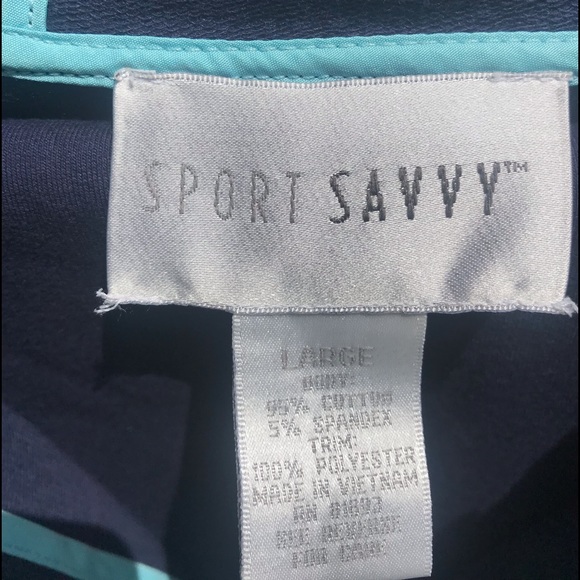 SPORT SAVVY™
LARGE
BODY:
95% COTTON
5% SPANDEX
TRIM:
100% POLYESTER
MADE IN VIETNAM
RN
SEE REVERSE
FOR CARE